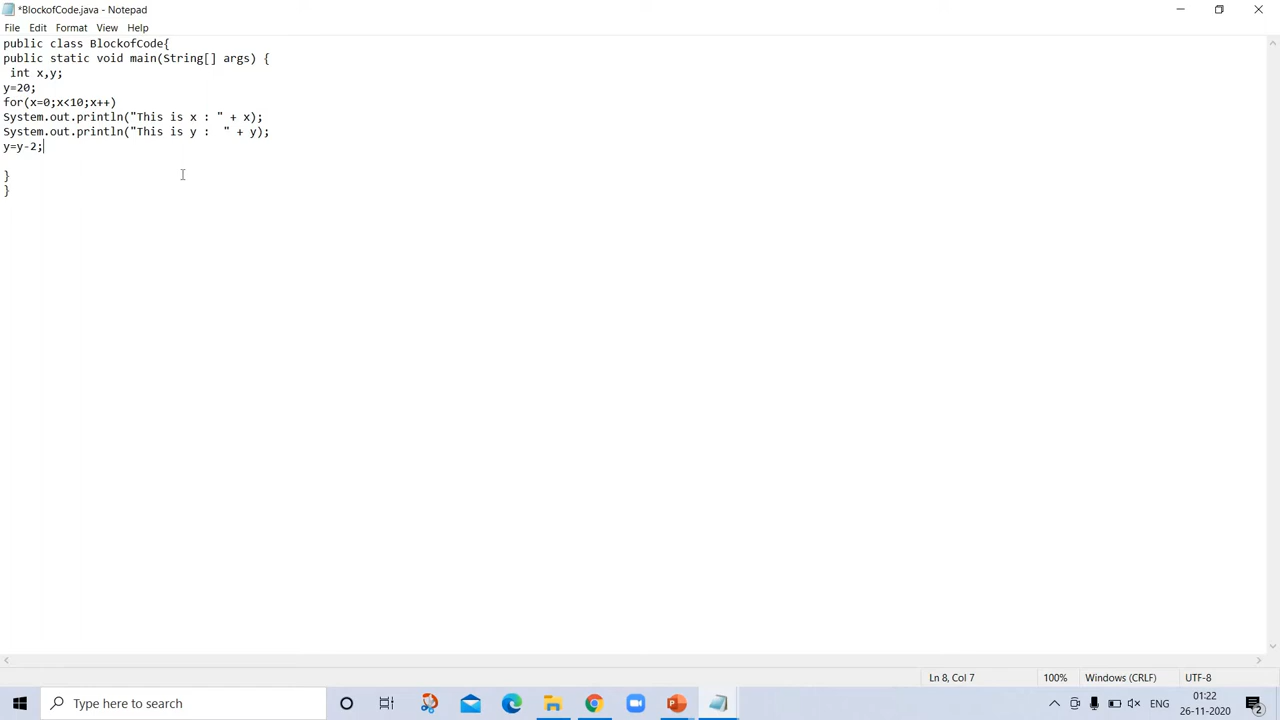 *BlockofCode.java - Notepad
File Edit Format View Help
public class BlockofCode{
public static void main(String[] args) {
 int x,y;
y=20;
for(x=0;x<10;x++)
System.out.println("This is x : " + x);
System.out.println("This is y :  " + y);
y=y-2;
}
}
Ln 8, Col 7 100% Windows (CRLF) UTF-8
Type here to search
ENG
01:22
26-11-2020
2